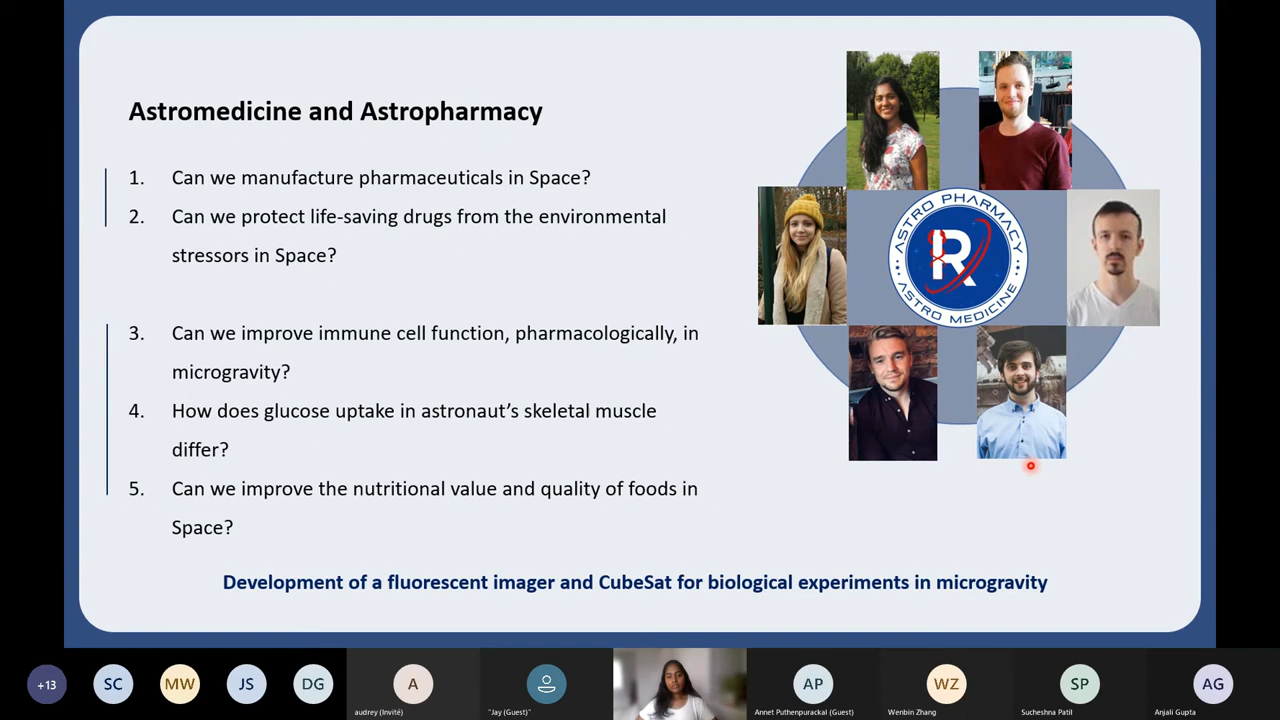 Astromedicine and Astropharmacy
1. Can we manufacture pharmaceuticals in Space?
2. Can we protect life-saving drugs from the environmental
stressors in Space?
3. Can we improve immune cell function, pharmacologically, in
microgravity?
4. How does glucose uptake in astronaut's skeletal muscle
differ?
5. Can we improve the nutritional value and quality of foods in
Space?
ASTRO PHARMACY
R
ASTRO MEDICINE
Development of a fluorescent imager and CubeSat for biological experiments in microgravity
+13
SC
MW
JS
DG
A
AP
WZ
SP
AG
audrey (Invité)
"Jay (Guest)"
Annet Puthenpurackal (Guest)
Wenbin Zhang
Sucheshna Patil
Anjali Gupta